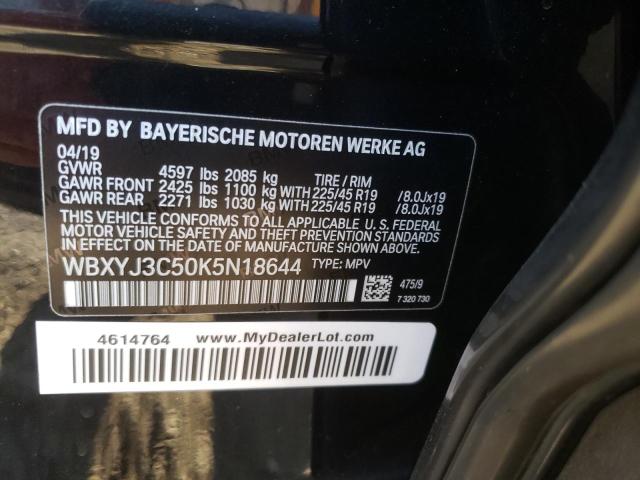 MFD BY BAYERISCHE MOTOREN WERKE AG
04/19
GVWR 4597 lbs 2085 kg TIRE / RIM
GAWR FRONT 2425 lbs 1100 kg WITH 225/45 R19 /8.0Jx19
GAWR REAR 2271 lbs 1030 kg WITH 225/45 R19 /8.0Jx19
THIS VEHICLE CONFORMS TO ALL APPLICABLE U. S. FEDERAL
MOTOR VEHICLE SAFETY AND THEFT PREVENTION STANDARDS
IN EFFECT ON THE DATE OF MANUFACTURE SHOWN ABOVE.
WBXYJ3C50K5N18644 TYPE: MPV
475/9
7 320 730
4614764 www.MyDealerLot.com